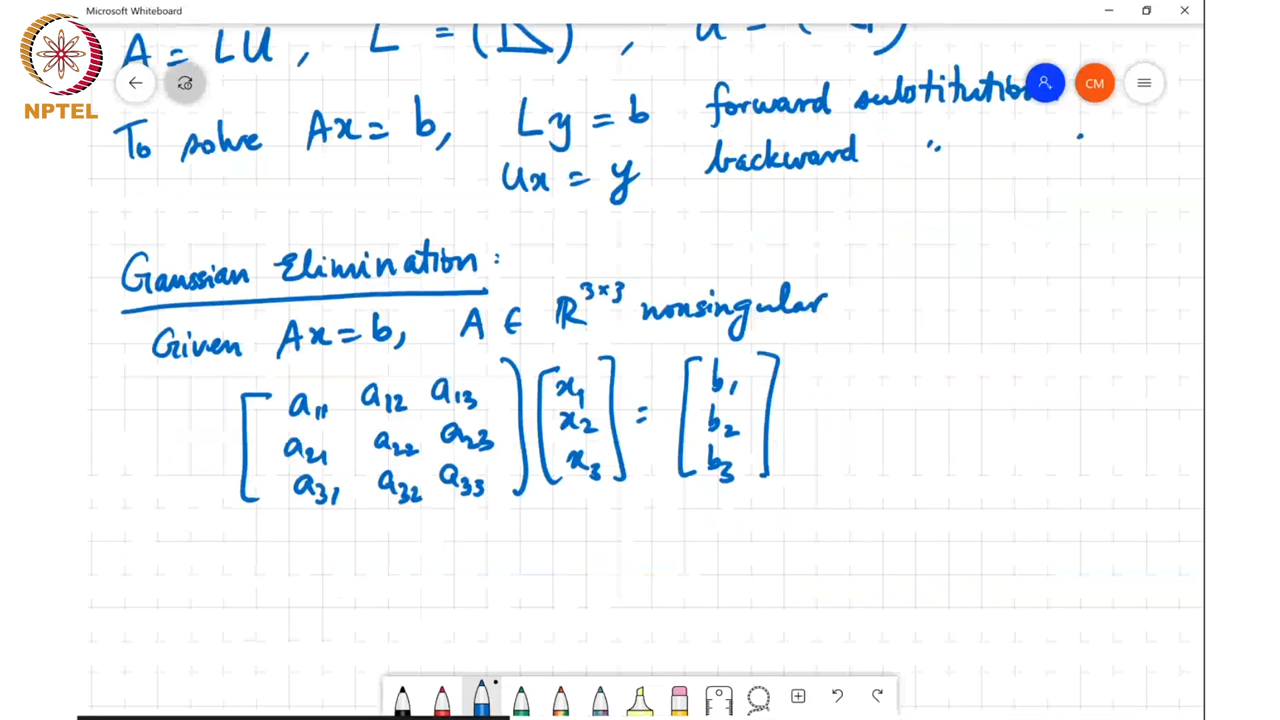 Microsoft Whiteboard
A = LU, L = ( ), U = ( )
NPTEL
CM
To solve Ax = b, Ly = b forward substitution
Ux = y backward " .
Gaussian Elimination:
Given Ax = b, A ∈ ℝ^{3×3} nonsingular
[ a₁₁ a₁₂ a₁₃ ] [ x₁ ] = [ b₁ ]
[ a₂₁ a₂₂ a₂₃ ] [ x₂ ] [ b₂ ]
[ a₃₁ a₃₂ a₃₃ ] [ x₃ ] [ b₃ ]